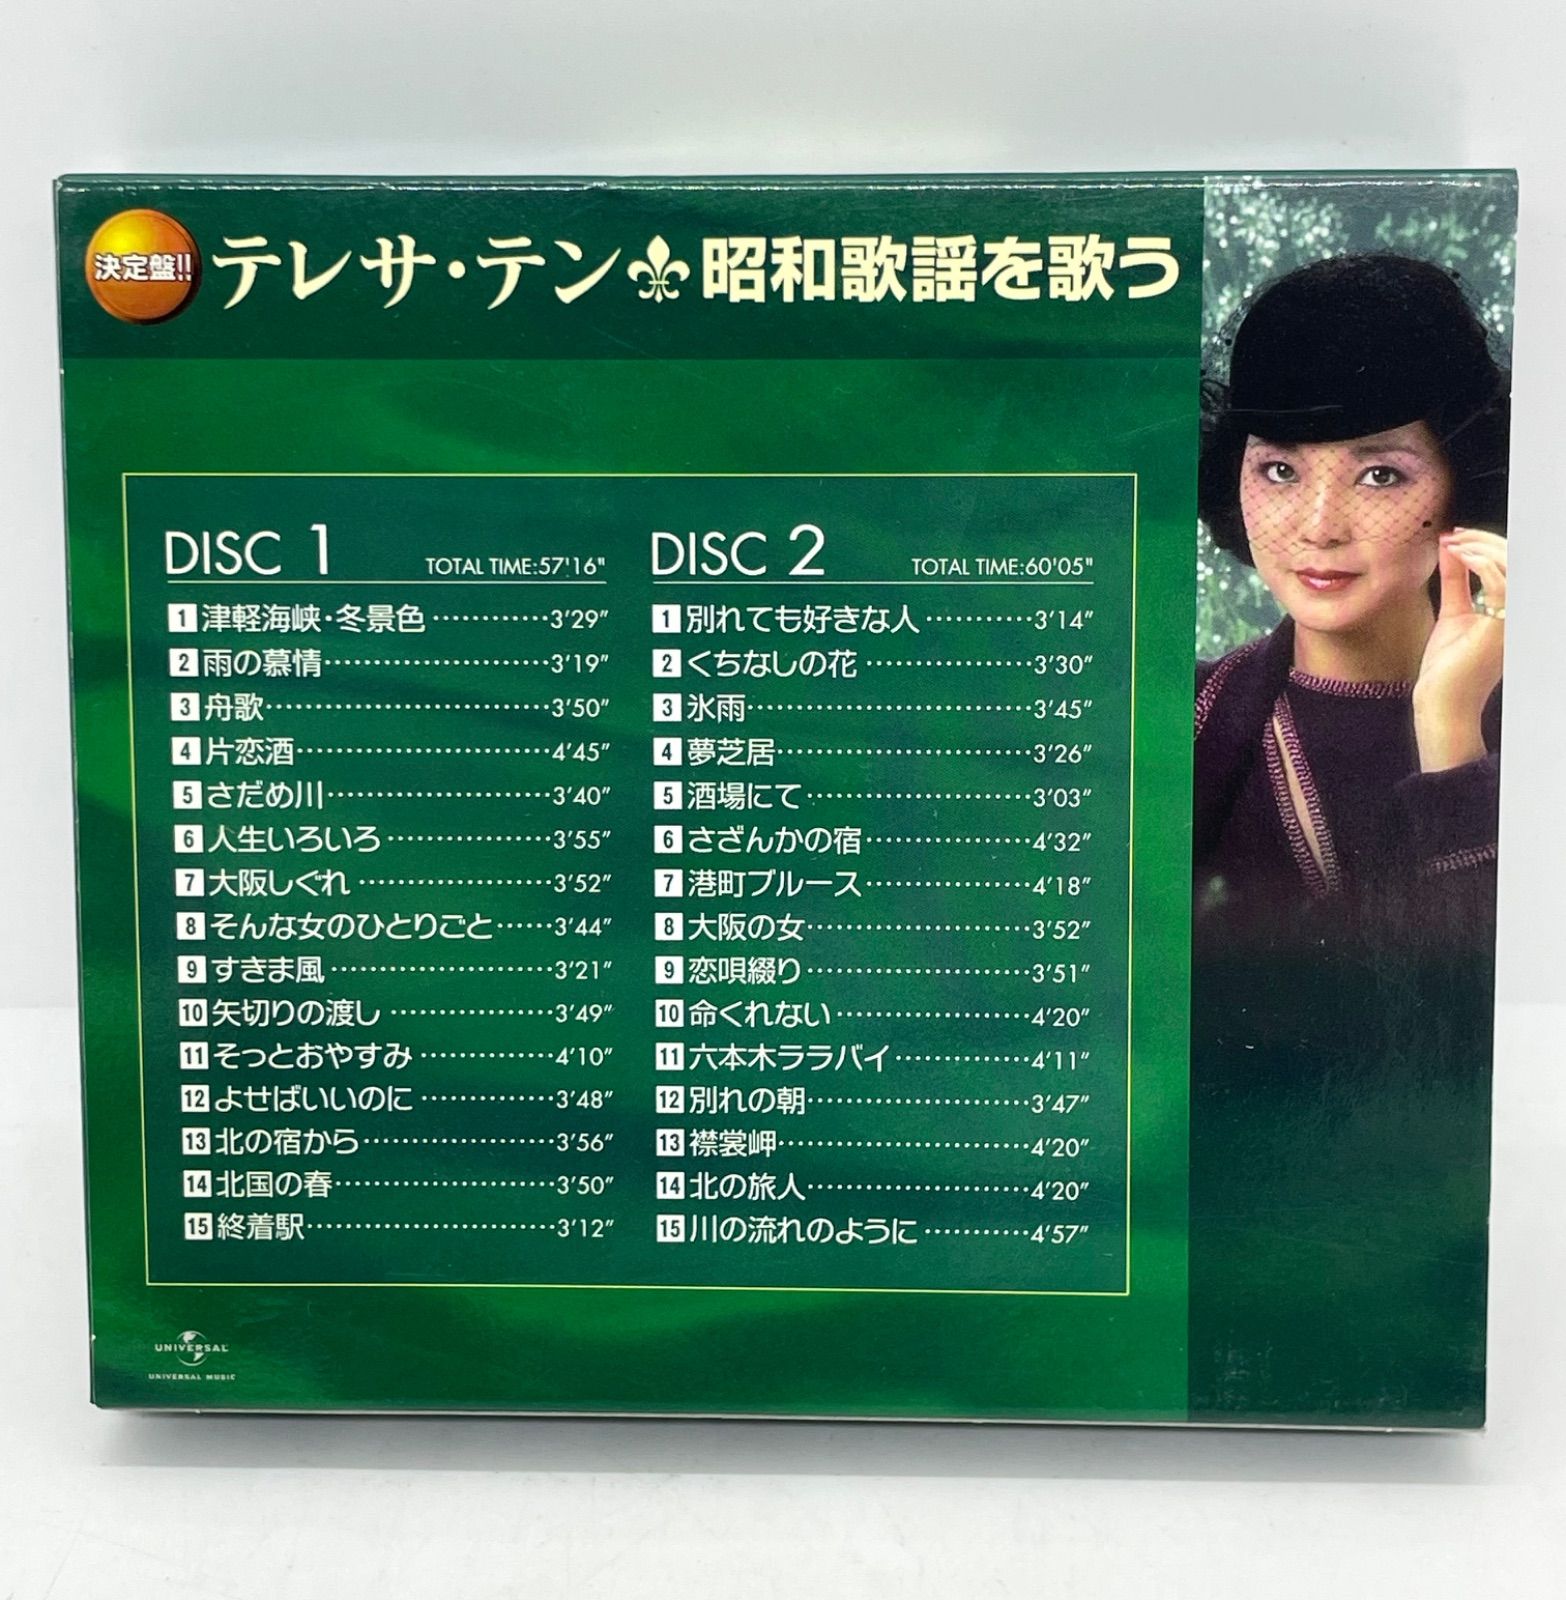 決定盤!!
テレサ・テン 昭和歌謡を歌う
DISC 1 TOTAL TIME:57'16"
1 津軽海峡・冬景色 3'29"
2 雨の慕情 3'19"
3 舟歌 3'50"
4 片恋酒 4'45"
5 さだめ川 3'40"
6 人生いろいろ 3'55"
7 大阪しぐれ 3'52"
8 そんな女のひとりごと 3'44"
9 すきま風 3'21"
10 矢切りの渡し 3'49"
11 そっとおやすみ 4'10"
12 よせばいいのに 3'48"
13 北の宿から 3'56"
14 北国の春 3'50"
15 終着駅 3'12"
DISC 2 TOTAL TIME:60'05"
1 別れても好きな人 3'14"
2 くちなしの花 3'30"
3 氷雨 3'45"
4 夢芝居 3'26"
5 酒場にて 3'03"
6 さざんかの宿 4'32"
7 港町ブルース 4'18"
8 大阪の女 3'52"
9 恋唄綴り 3'51"
10 命くれない 4'20"
11 六本木ララバイ 4'11"
12 別れの朝 3'47"
13 襟裳岬 4'20"
14 北の旅人 4'20"
15 川の流れのように 4'57"
UNIVERSAL
UNIVERSAL MUSIC